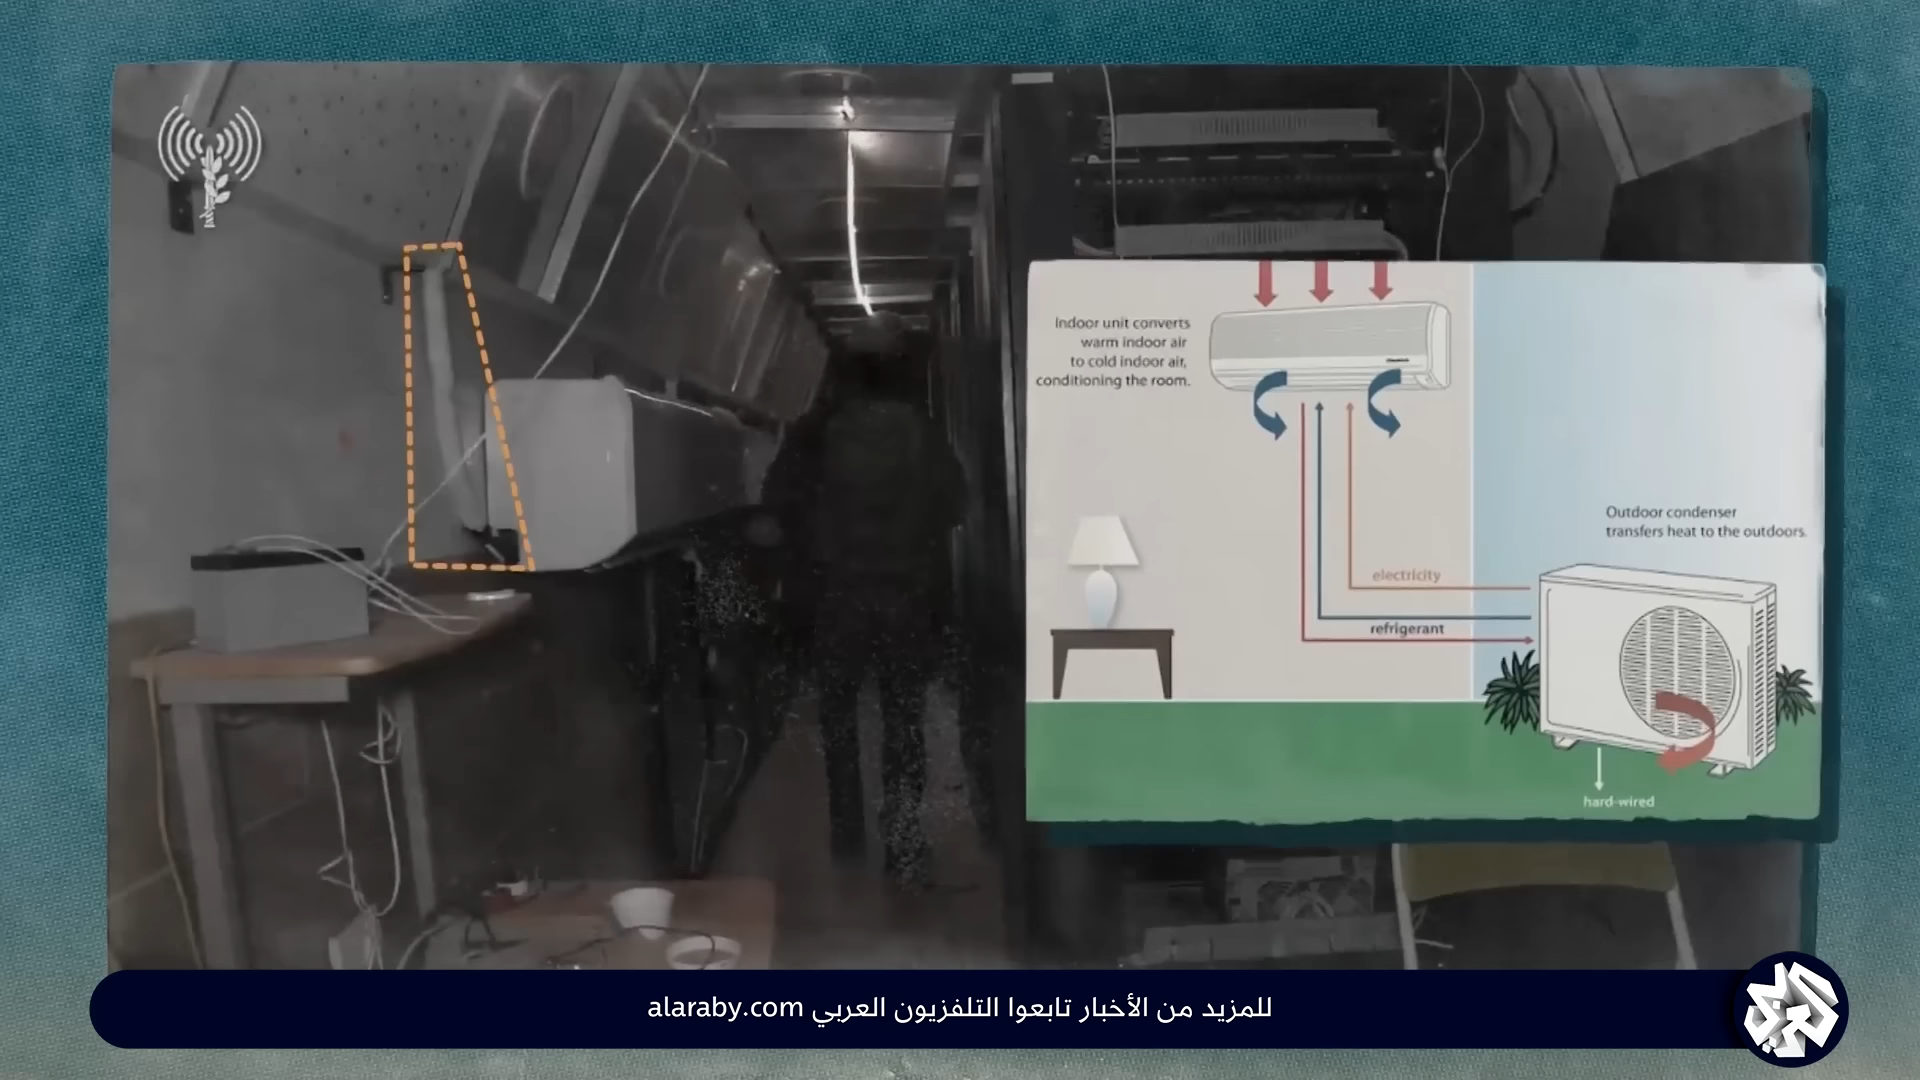 Indoor unit converts
warm indoor air
to cold indoor air,
conditioning the room.
Outdoor condenser
transfers heat to the outdoors.
electricity
refrigerant
hard-wired
للمزيد من الأخبار تابعوا التلفزيون العربي alaraby.com
العربي